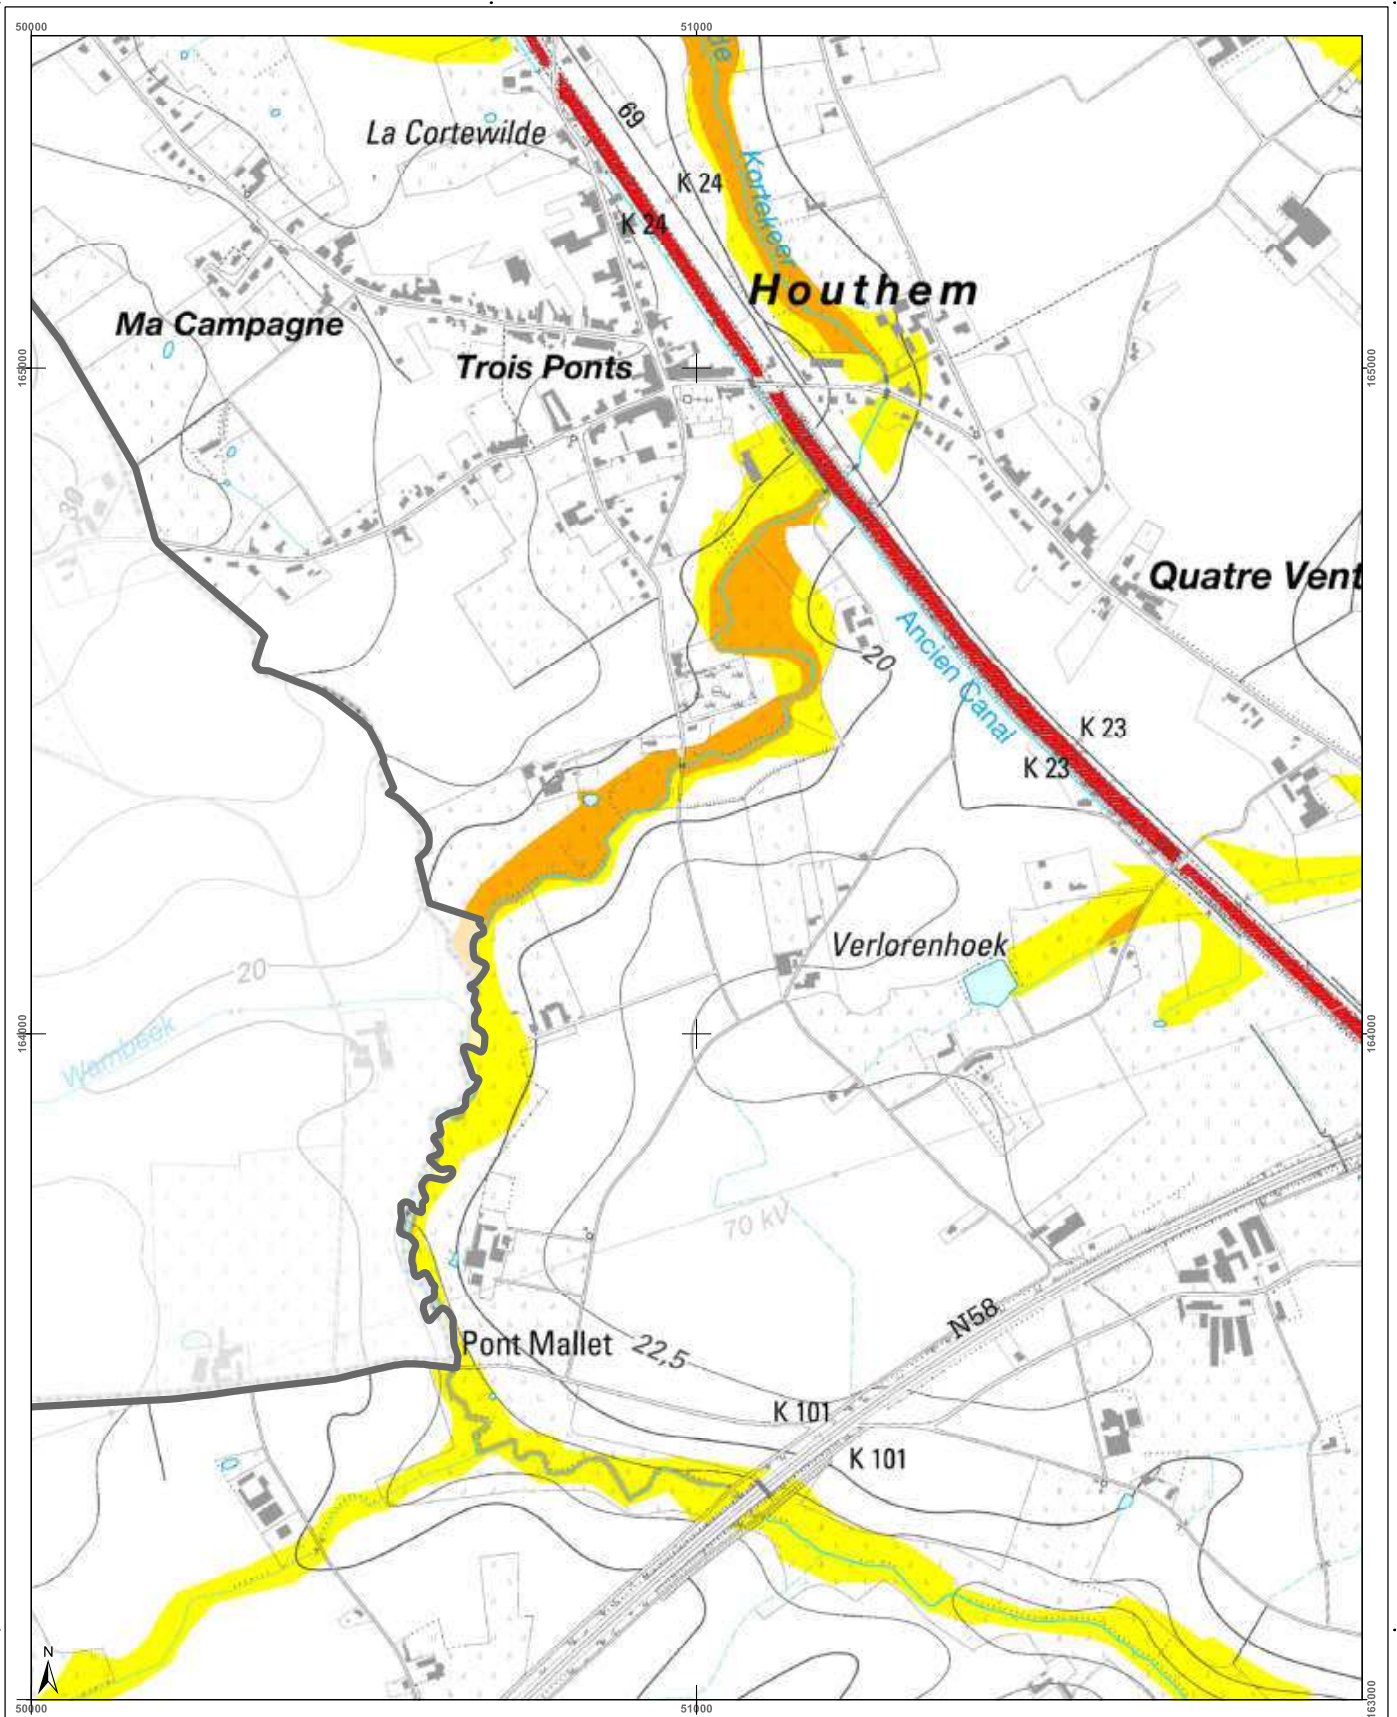 50000
51000
de
69
La Cortewilde
Kortekeer
K 24
K 24
Houthem
Ma Campagne
Trois Ponts
165000
165000
30
Quatre Vent
Ancien Canal
20
K 23
K 23
Verlorenhoek
20
Wambeek
164000
164000
70 kV
N58
Pont Mallet
22,5
K 101
K 101
N
50000
51000
163000